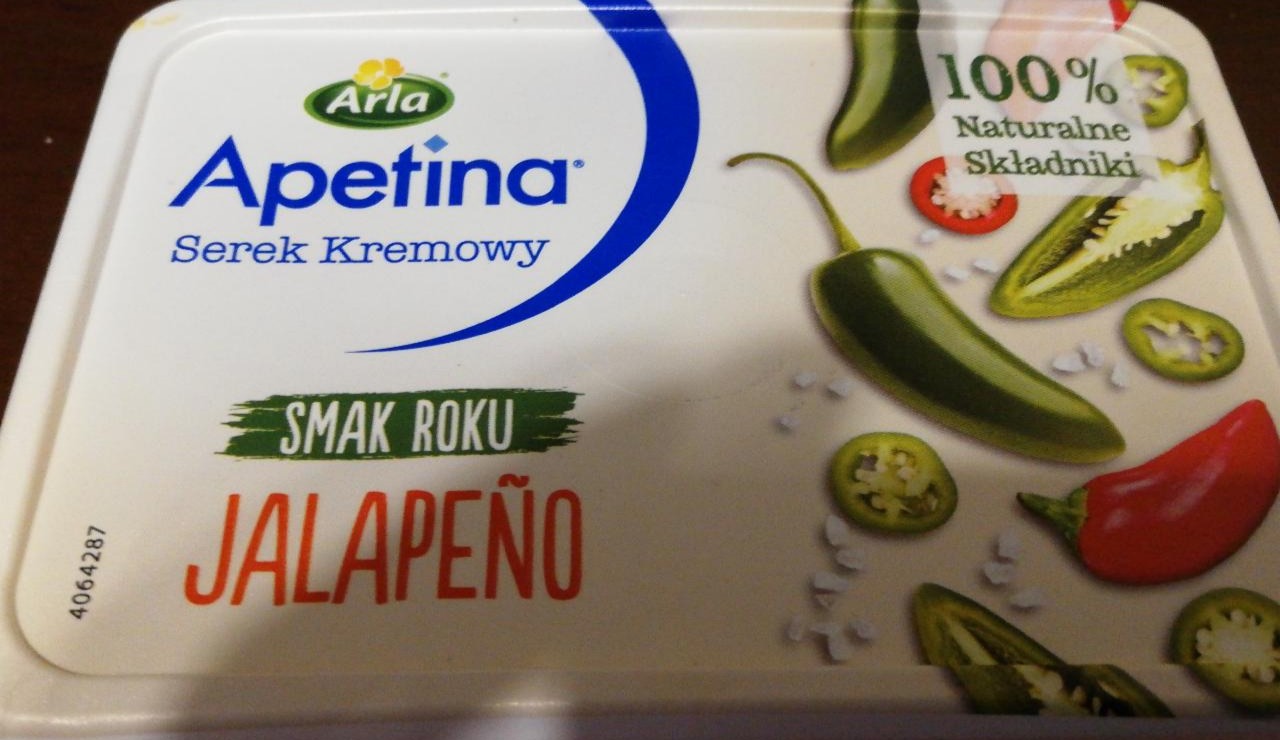 Arla
Apetina®
Serek Kremowy
100%
Naturalne
Składniki
SMAK ROKU
JALAPEÑO
4064287